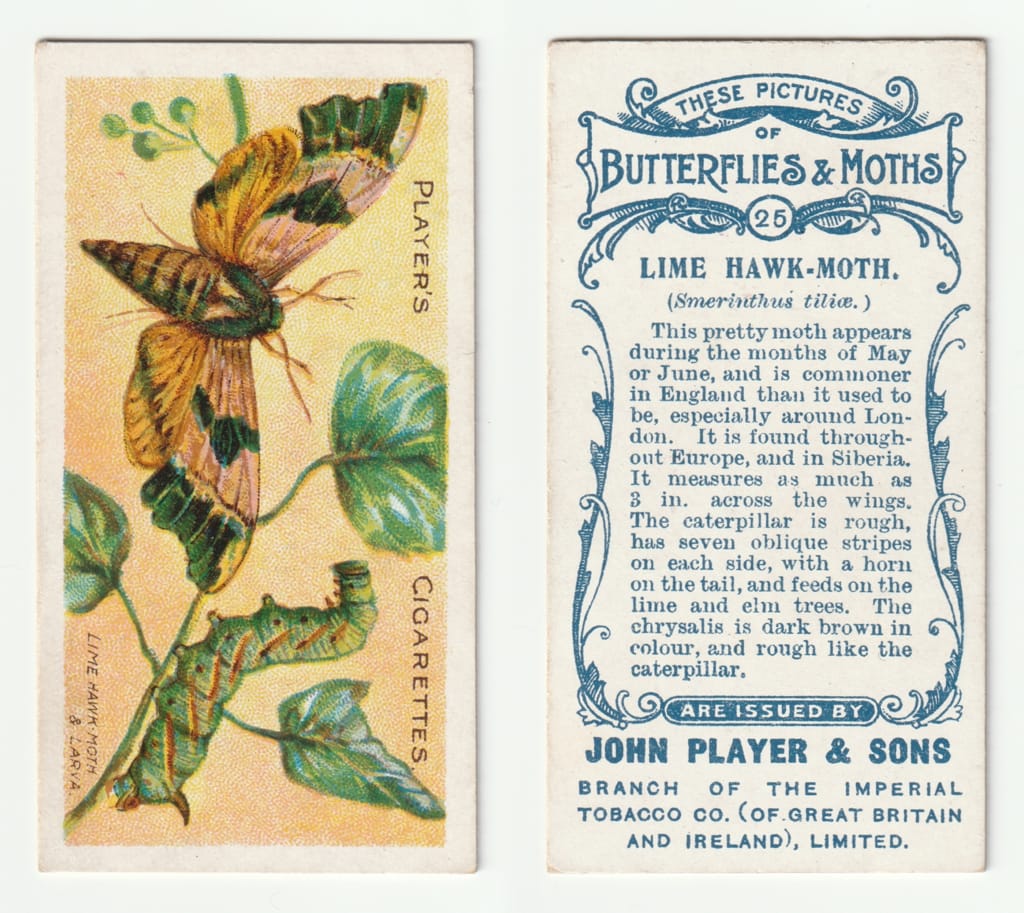 PLAYER'S
CIGARETTES
LIME HAWK-MOTH
& LARVA.
THESE PICTURES
OF
BUTTERFLIES & MOTHS
25
LIME HAWK-MOTH.
(Smerinthus tiliæ.)
This pretty moth appears
during the months of May
or June, and is commoner
in England than it used to
be, especially around Lon-
don. It is found through-
out Europe, and in Siberia.
It measures as much as
3 in. across the wings.
The caterpillar is rough,
has seven oblique stripes
on each side, with a horn
on the tail, and feeds on the
lime and elm trees. The
chrysalis is dark brown in
colour, and rough like the
caterpillar.
ARE ISSUED BY
JOHN PLAYER & SONS
BRANCH OF THE IMPERIAL
TOBACCO CO. (OF GREAT BRITAIN
AND IRELAND), LIMITED.